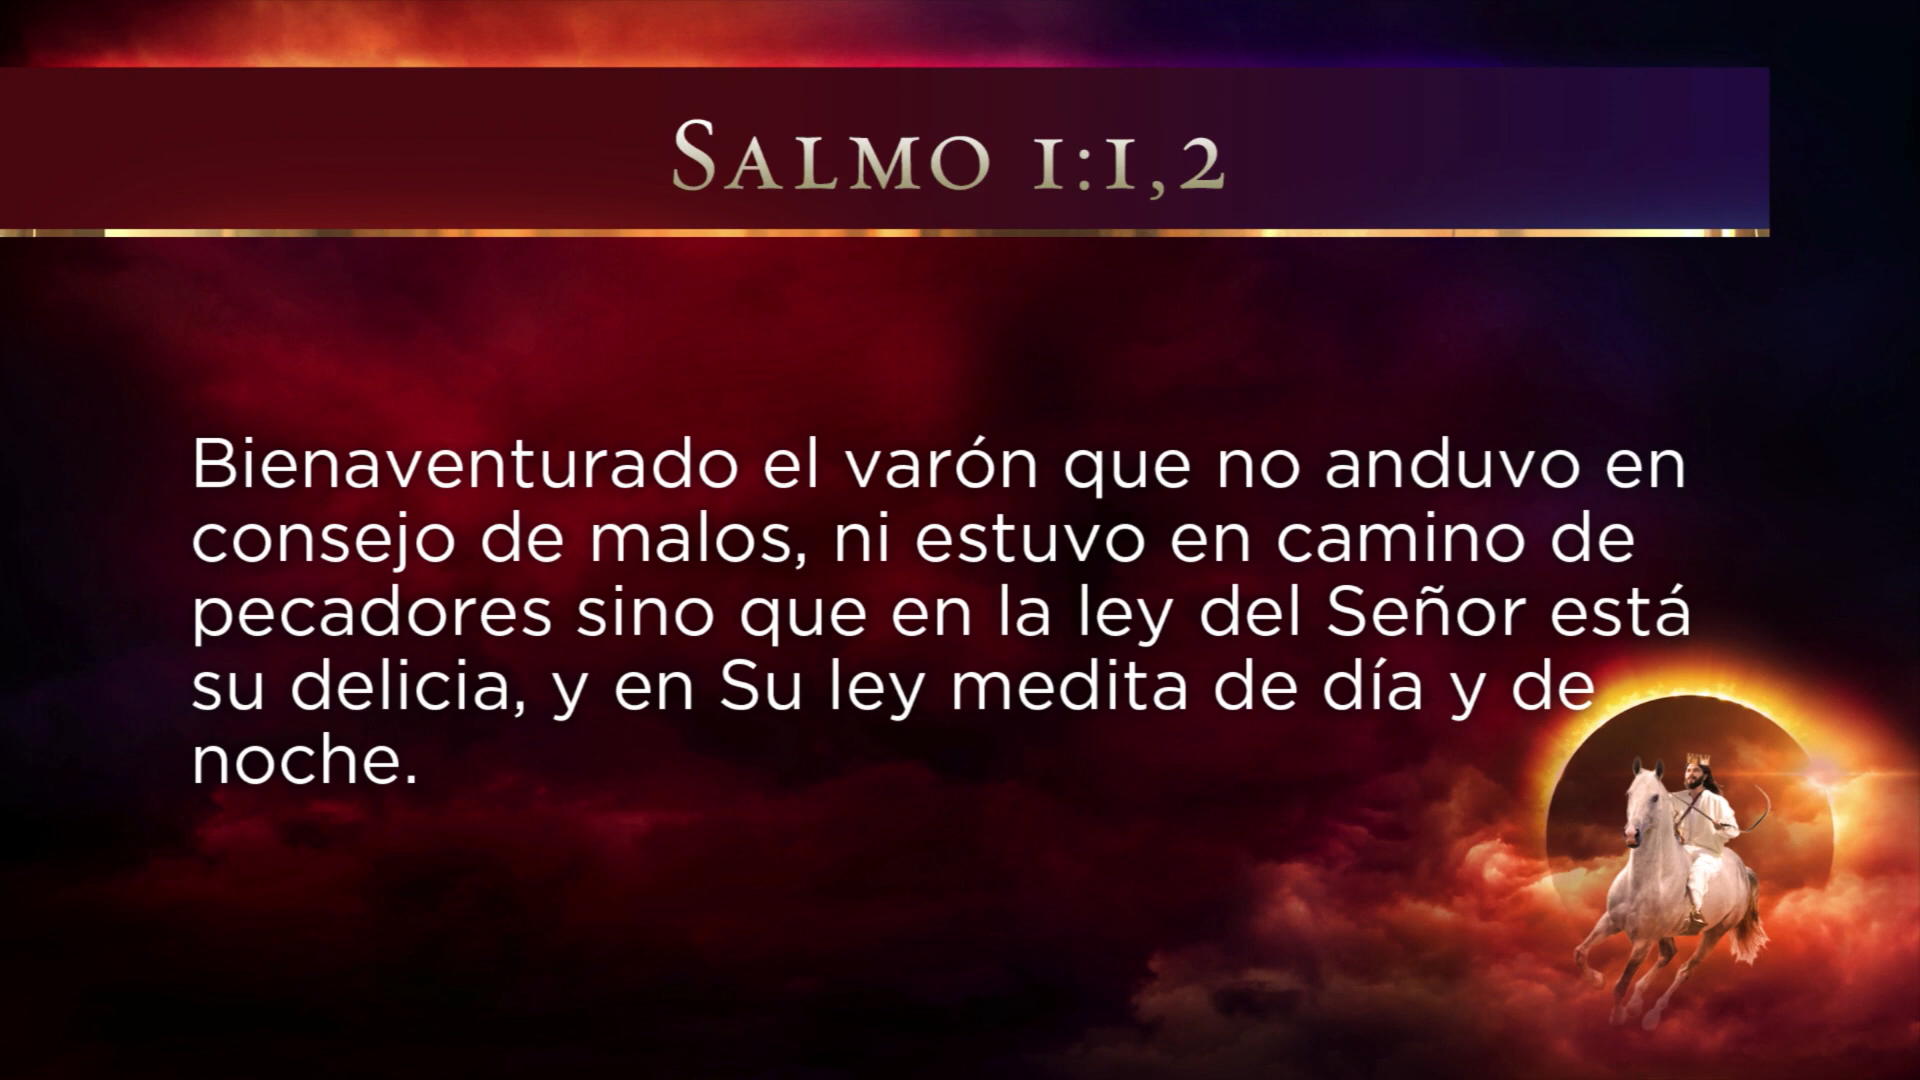 Salmo 1:1,2
Bienaventurado el varón que no anduvo en
consejo de malos, ni estuvo en camino de
pecadores sino que en la ley del Señor está
su delicia, y en Su ley medita de día y de
noche.